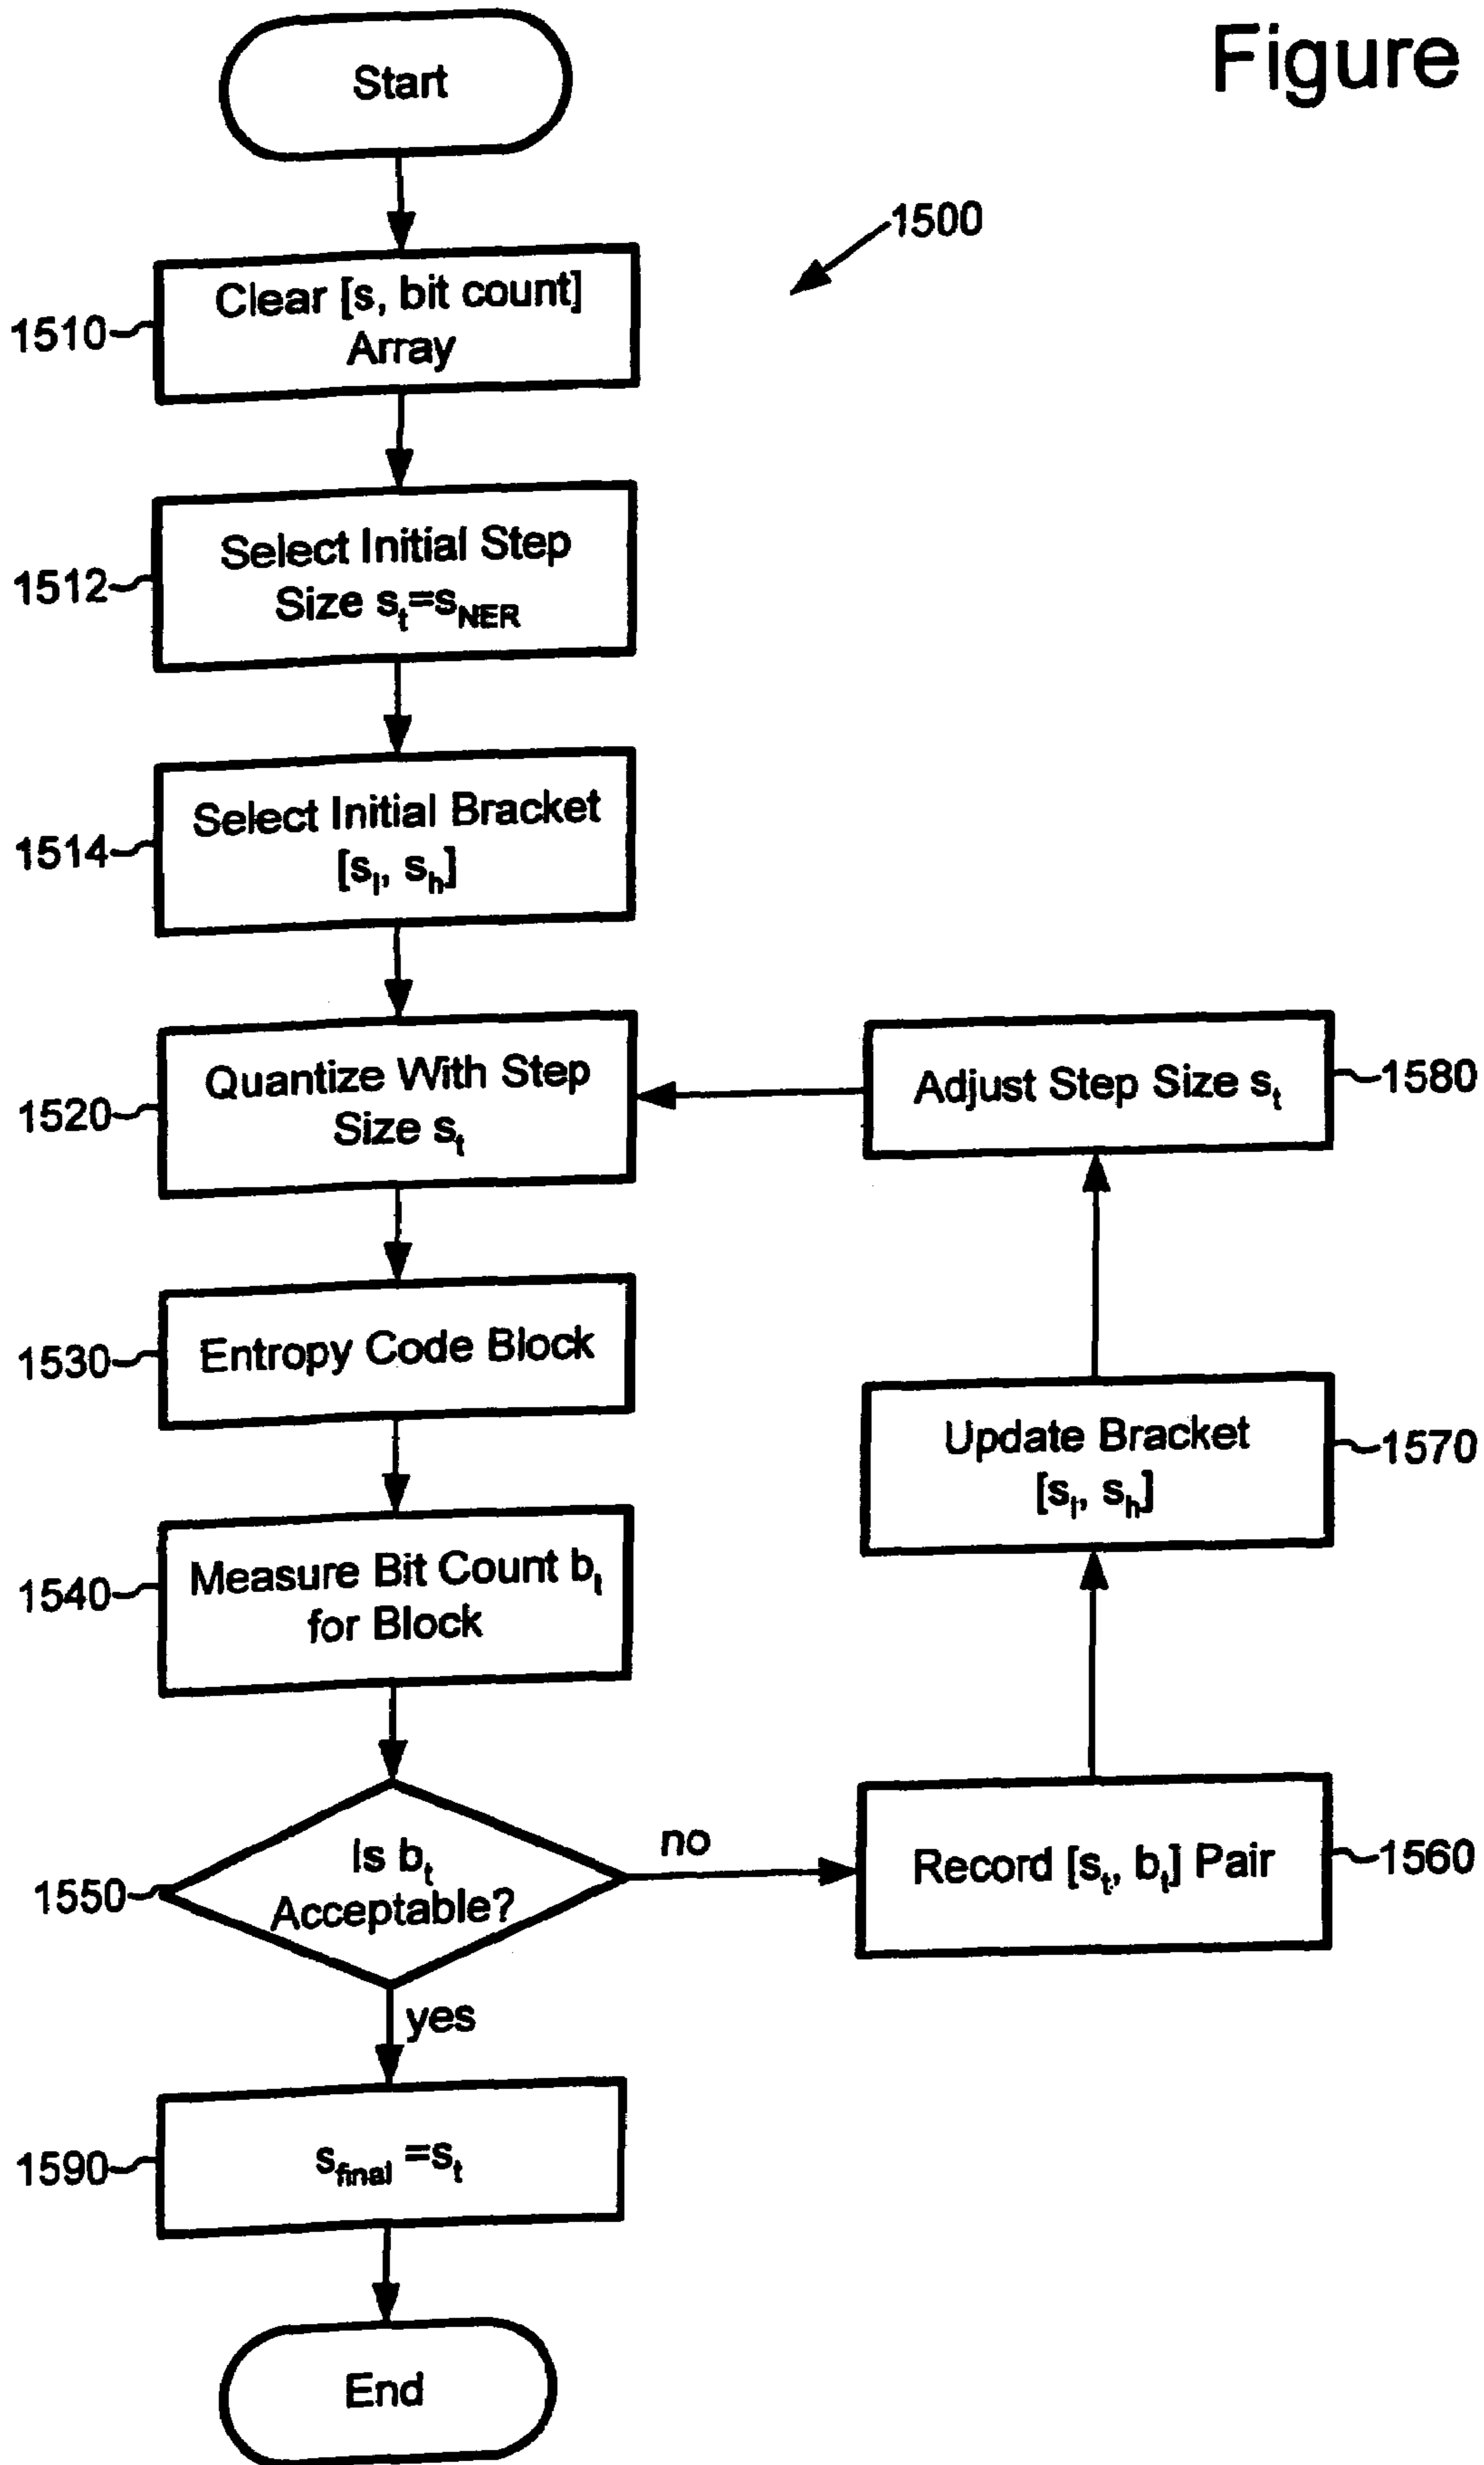 Figure
Start
1500
Clear [s, bit count]
Array
1510
Select Initial Step
Size sₜ=s_NER
1512
Select Initial Bracket
[sₗ, sₕ]
1514
Quantize With Step
Size sₜ
1520
Adjust Step Size sₜ
1580
Entropy Code Block
1530
Update Bracket
[sₗ, sₕ]
1570
Measure Bit Count bₜ
for Block
1540
Is bₜ
Acceptable?
1550
no
Record [sₜ, bₜ] Pair
1560
yes
s_final =sₜ
1590
End